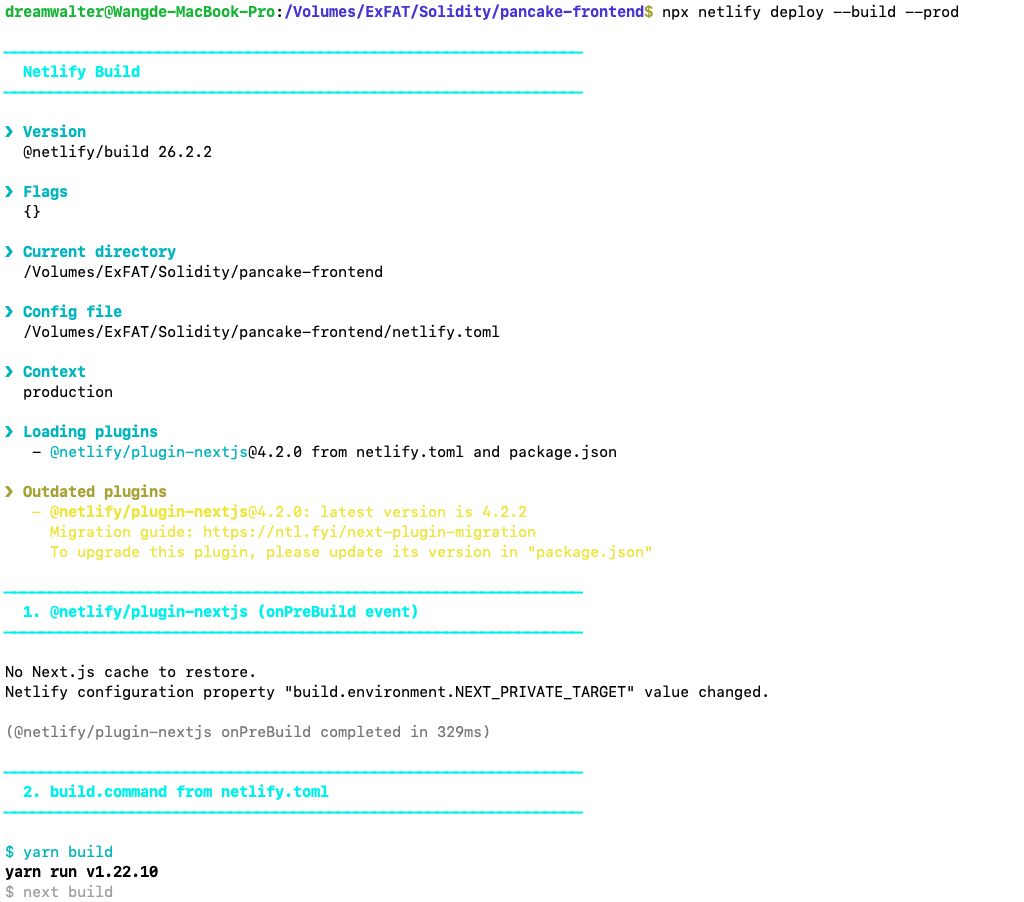 dreamwalter@Wangde-MacBook-Pro:/Volumes/ExFAT/Solidity/pancake-frontend$ npx netlify deploy --build --prod
Netlify Build
❯ Version
@netlify/build 26.2.2
❯ Flags
{}
❯ Current directory
/Volumes/ExFAT/Solidity/pancake-frontend
❯ Config file
/Volumes/ExFAT/Solidity/pancake-frontend/netlify.toml
❯ Context
production
❯ Loading plugins
- @netlify/plugin-nextjs@4.2.0 from netlify.toml and package.json
❯ Outdated plugins
- @netlify/plugin-nextjs@4.2.0: latest version is 4.2.2
Migration guide: https://ntl.fyi/next-plugin-migration
To upgrade this plugin, please update its version in "package.json"
1. @netlify/plugin-nextjs (onPreBuild event)
No Next.js cache to restore.
Netlify configuration property "build.environment.NEXT_PRIVATE_TARGET" value changed.
(@netlify/plugin-nextjs onPreBuild completed in 329ms)
2. build.command from netlify.toml
$ yarn build
yarn run v1.22.10
$ next build